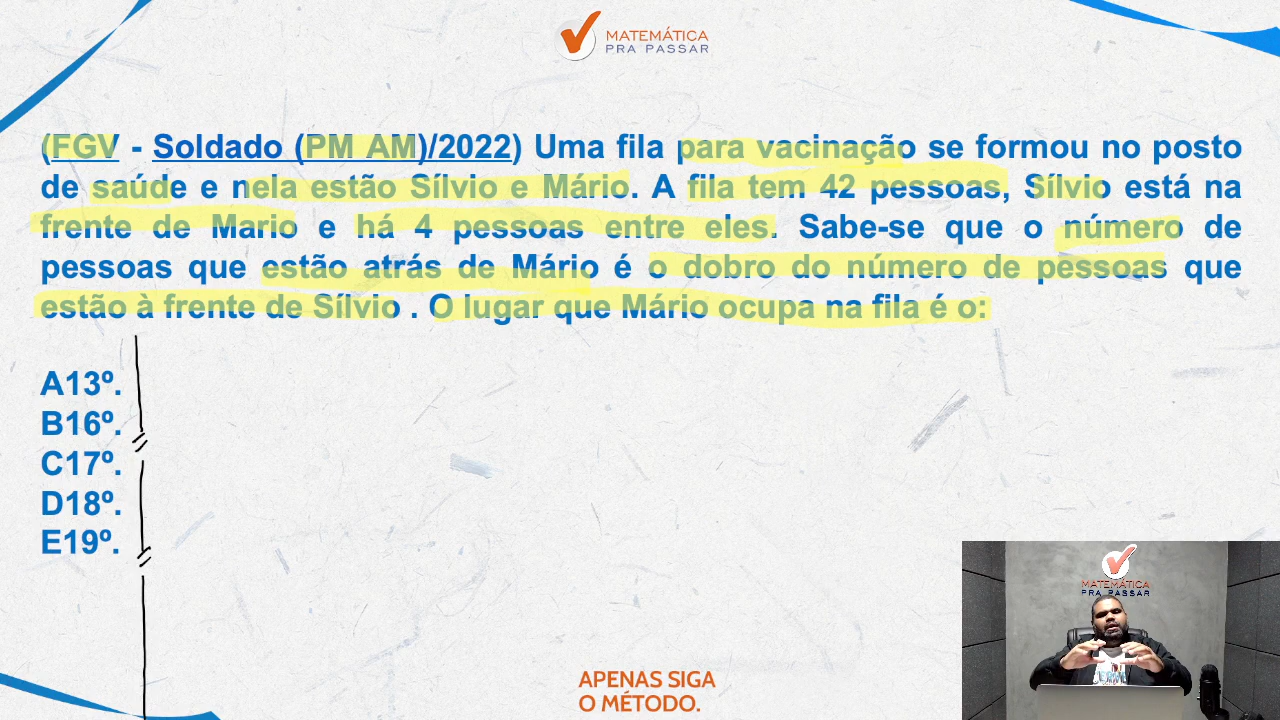 MATEMÁTICA
PRA PASSAR
(FGV - Soldado (PM AM)/2022) Uma fila para vacinação se formou no posto
de saúde e nela estão Sílvio e Mário. A fila tem 42 pessoas, Sílvio está na
frente de Mario e há 4 pessoas entre eles. Sabe-se que o número de
pessoas que estão atrás de Mário é o dobro do número de pessoas que
estão à frente de Sílvio . O lugar que Mário ocupa na fila é o:
A13º.
B16º.
C17º.
D18º.
E19º.
MATEMÁTICA
PRA PASSAR
APENAS SIGA
O MÉTODO.